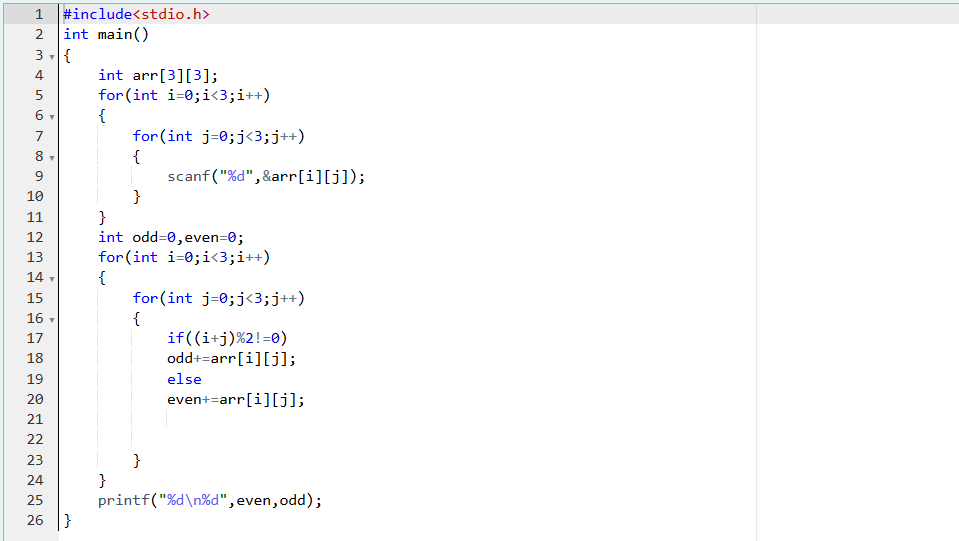 1 #include<stdio.h>
2 int main()
3 {
4     int arr[3][3];
5     for(int i=0;i<3;i++)
6     {
7         for(int j=0;j<3;j++)
8         {
9             scanf("%d",&arr[i][j]);
10         }
11     }
12     int odd=0,even=0;
13     for(int i=0;i<3;i++)
14     {
15         for(int j=0;j<3;j++)
16         {
17             if((i+j)%2!=0)
18             odd+=arr[i][j];
19             else
20             even+=arr[i][j];
21
22
23         }
24     }
25     printf("%d\n%d",even,odd);
26 }